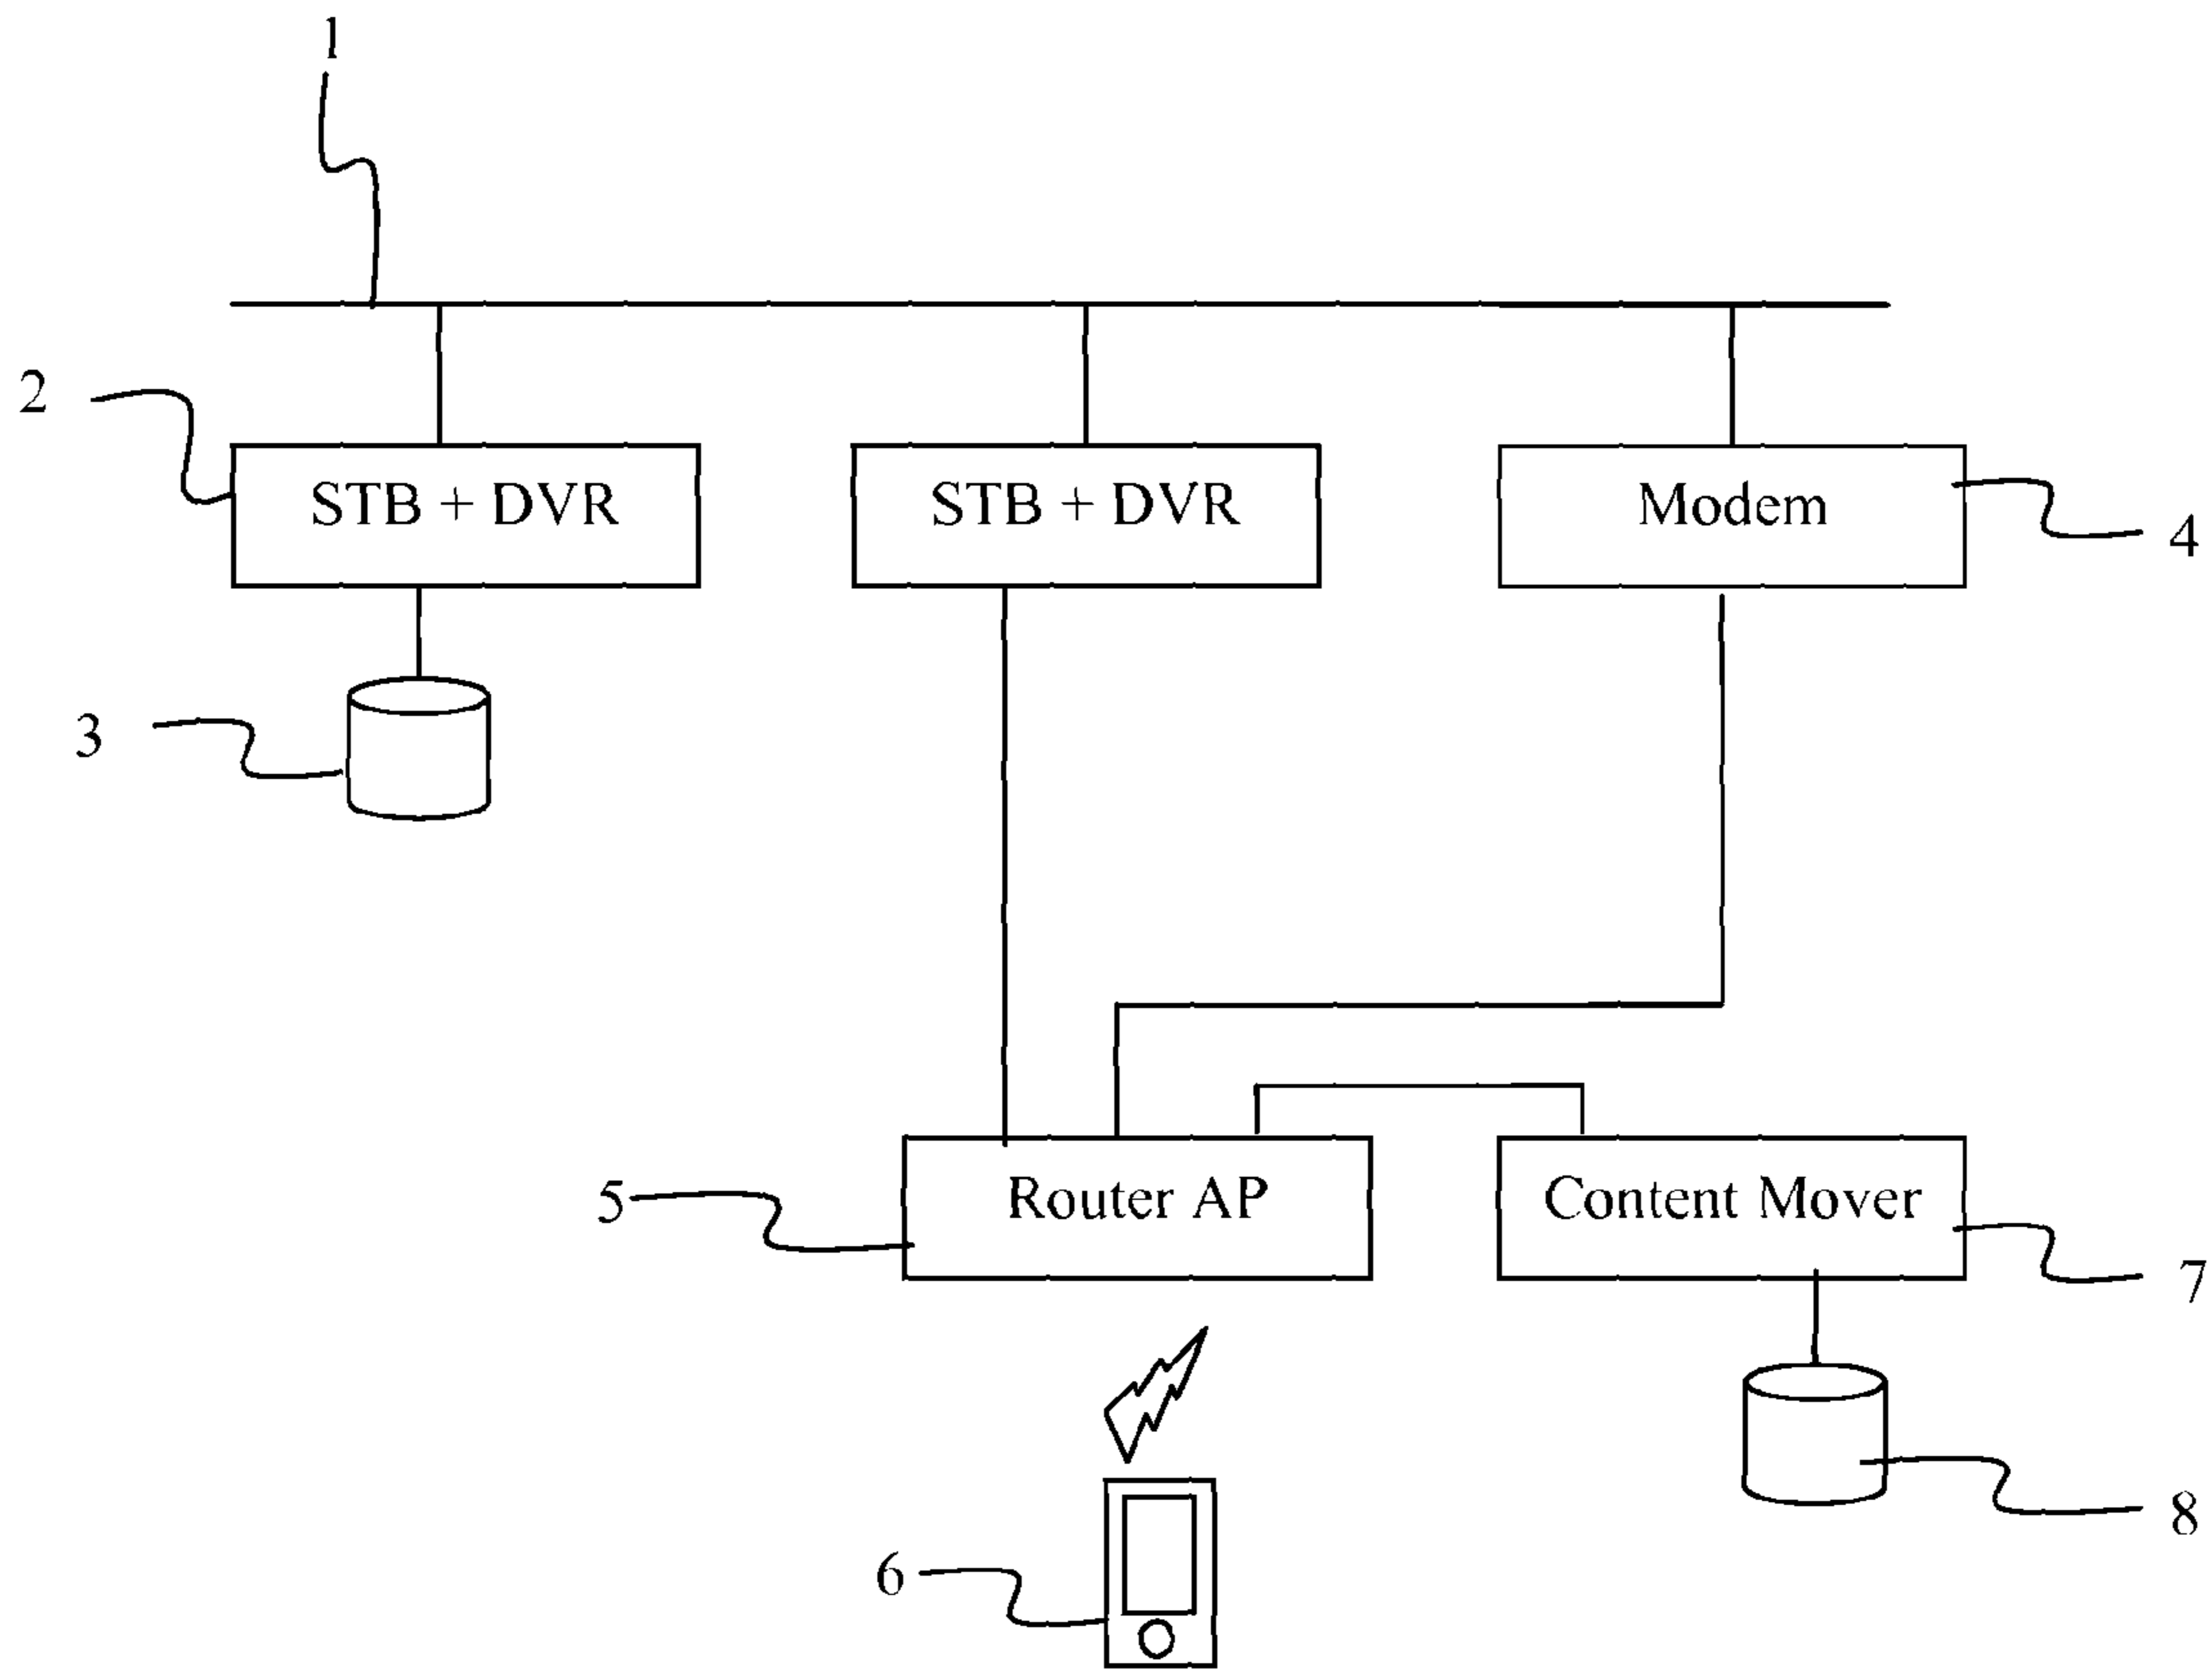 1
2
STB + DVR
STB + DVR
Modem
4
3
5
Router AP
Content Mover
7
6
8